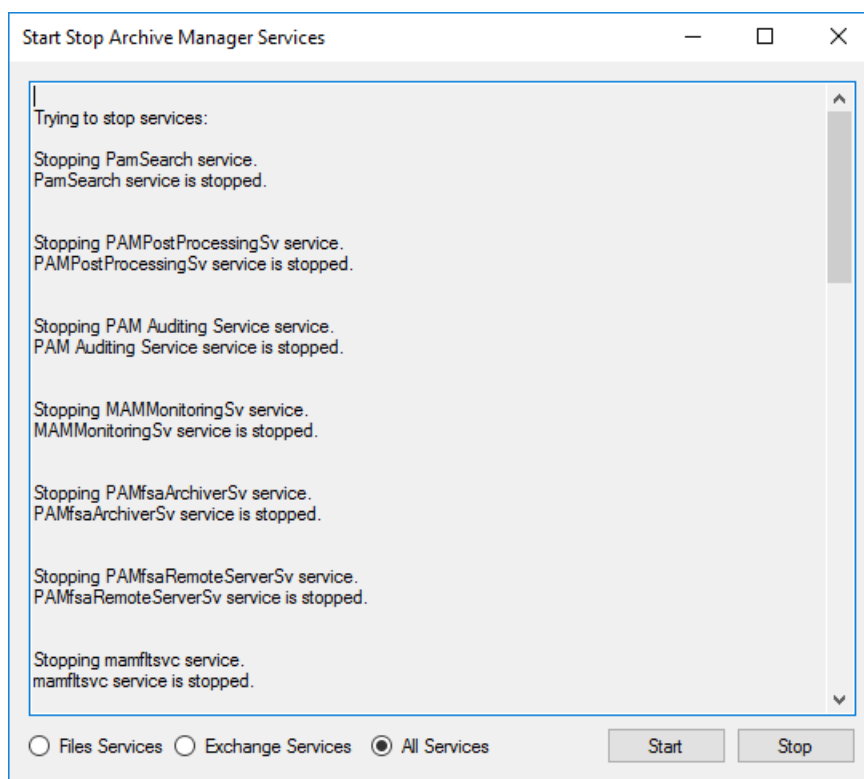 Start Stop Archive Manager Services
Trying to stop services:
Stopping PamSearch service.
PamSearch service is stopped.
Stopping PAMPostProcessingSv service.
PAMPostProcessingSv service is stopped.
Stopping PAM Auditing Service service.
PAM Auditing Service service is stopped.
Stopping MAMMonitoringSv service.
MAMMonitoringSv service is stopped.
Stopping PAMfsaArchiverSv service.
PAMfsaArchiverSv service is stopped.
Stopping PAMfsaRemoteServerSv service.
PAMfsaRemoteServerSv service is stopped.
Stopping mamfltsvc service.
mamfltsvc service is stopped.
Files Services Exchange Services All Services Start Stop